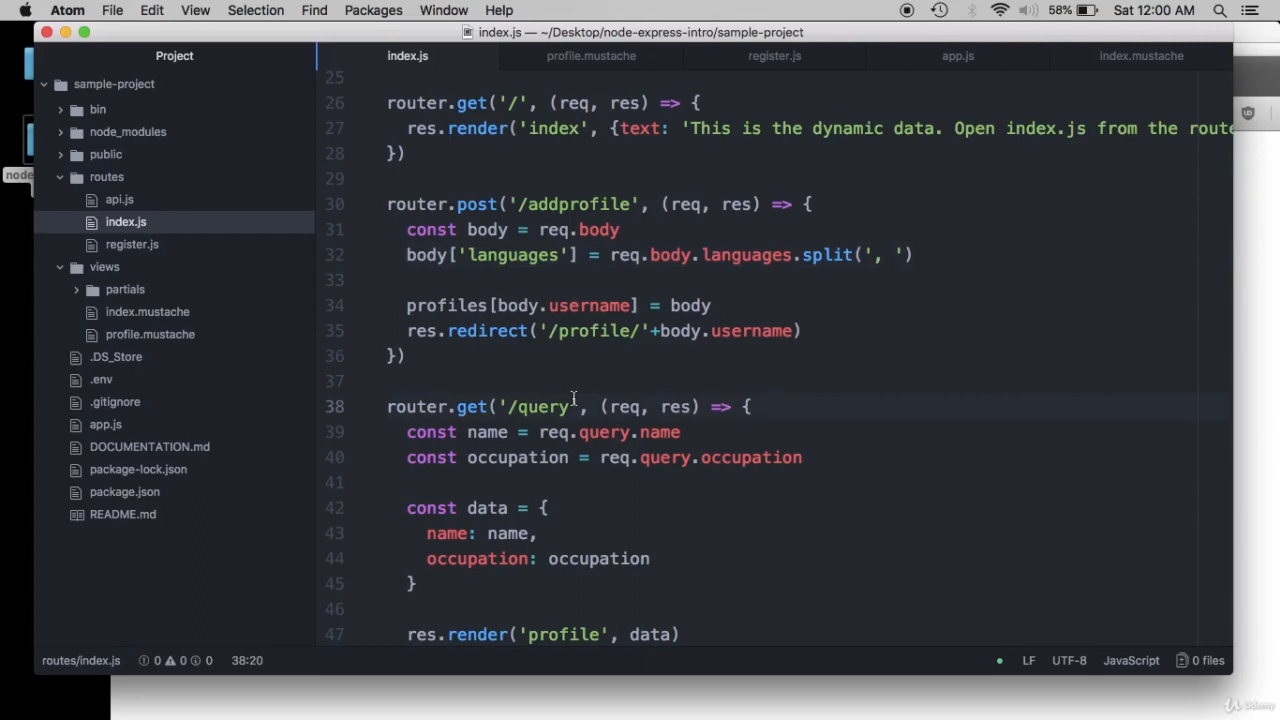 Atom File Edit View Selection Find Packages Window Help 58% Sat 12:00 AM
index.js — ~/Desktop/node-express-intro/sample-project
Project
sample-project
bin
node_modules
public
routes
api.js
index.js
register.js
views
partials
index.mustache
profile.mustache
.DS_Store
.env
.gitignore
app.js
DOCUMENTATION.md
package-lock.json
package.json
README.md
node
index.js profile.mustache register.js app.js index.mustache
25
26 router.get('/', (req, res) => {
27 res.render('index', {text: 'This is the dynamic data. Open index.js from the route
28 })
29
30 router.post('/addprofile', (req, res) => {
31 const body = req.body
32 body['languages'] = req.body.languages.split(', ')
33
34 profiles[body.username] = body
35 res.redirect('/profile/'+body.username)
36 })
37
38 router.get('/query', (req, res) => {
39 const name = req.query.name
40 const occupation = req.query.occupation
41
42 const data = {
43 name: name,
44 occupation: occupation
45 }
46
47 res.render('profile', data)
routes/index.js 0 0 0 38:20 LF UTF-8 JavaScript 0 files
Udemy